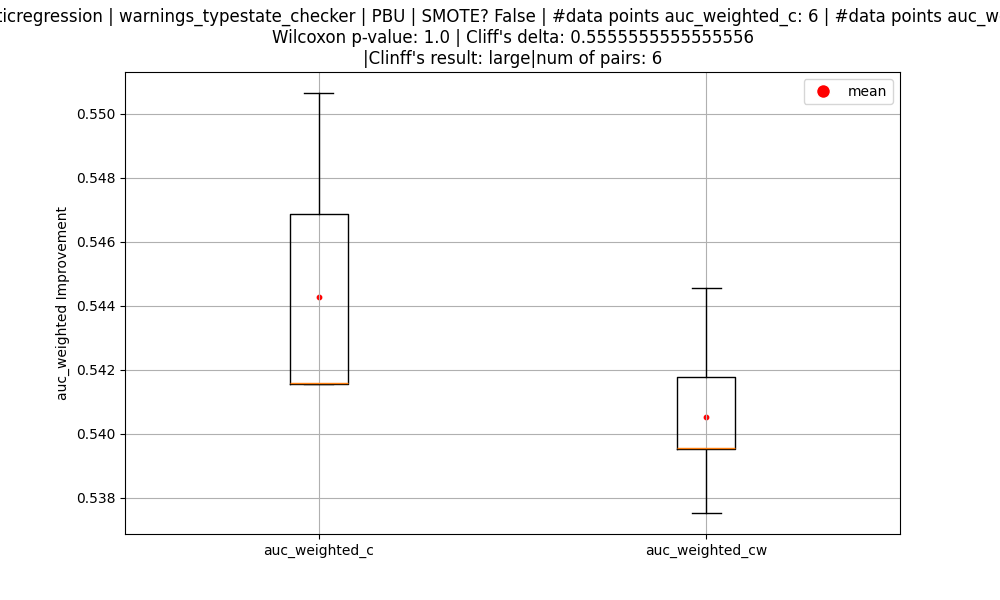 ticregression | warnings_typestate_checker | PBU | SMOTE? False | #data points auc_weighted_c: 6 | #data points auc_w
Wilcoxon p-value: 1.0 | Cliff's delta: 0.5555555555555556
|Clinff's result: large|num of pairs: 6
mean
0.550
0.548
0.546
0.544
0.542
0.540
0.538
auc_weighted Improvement
auc_weighted_c
auc_weighted_cw